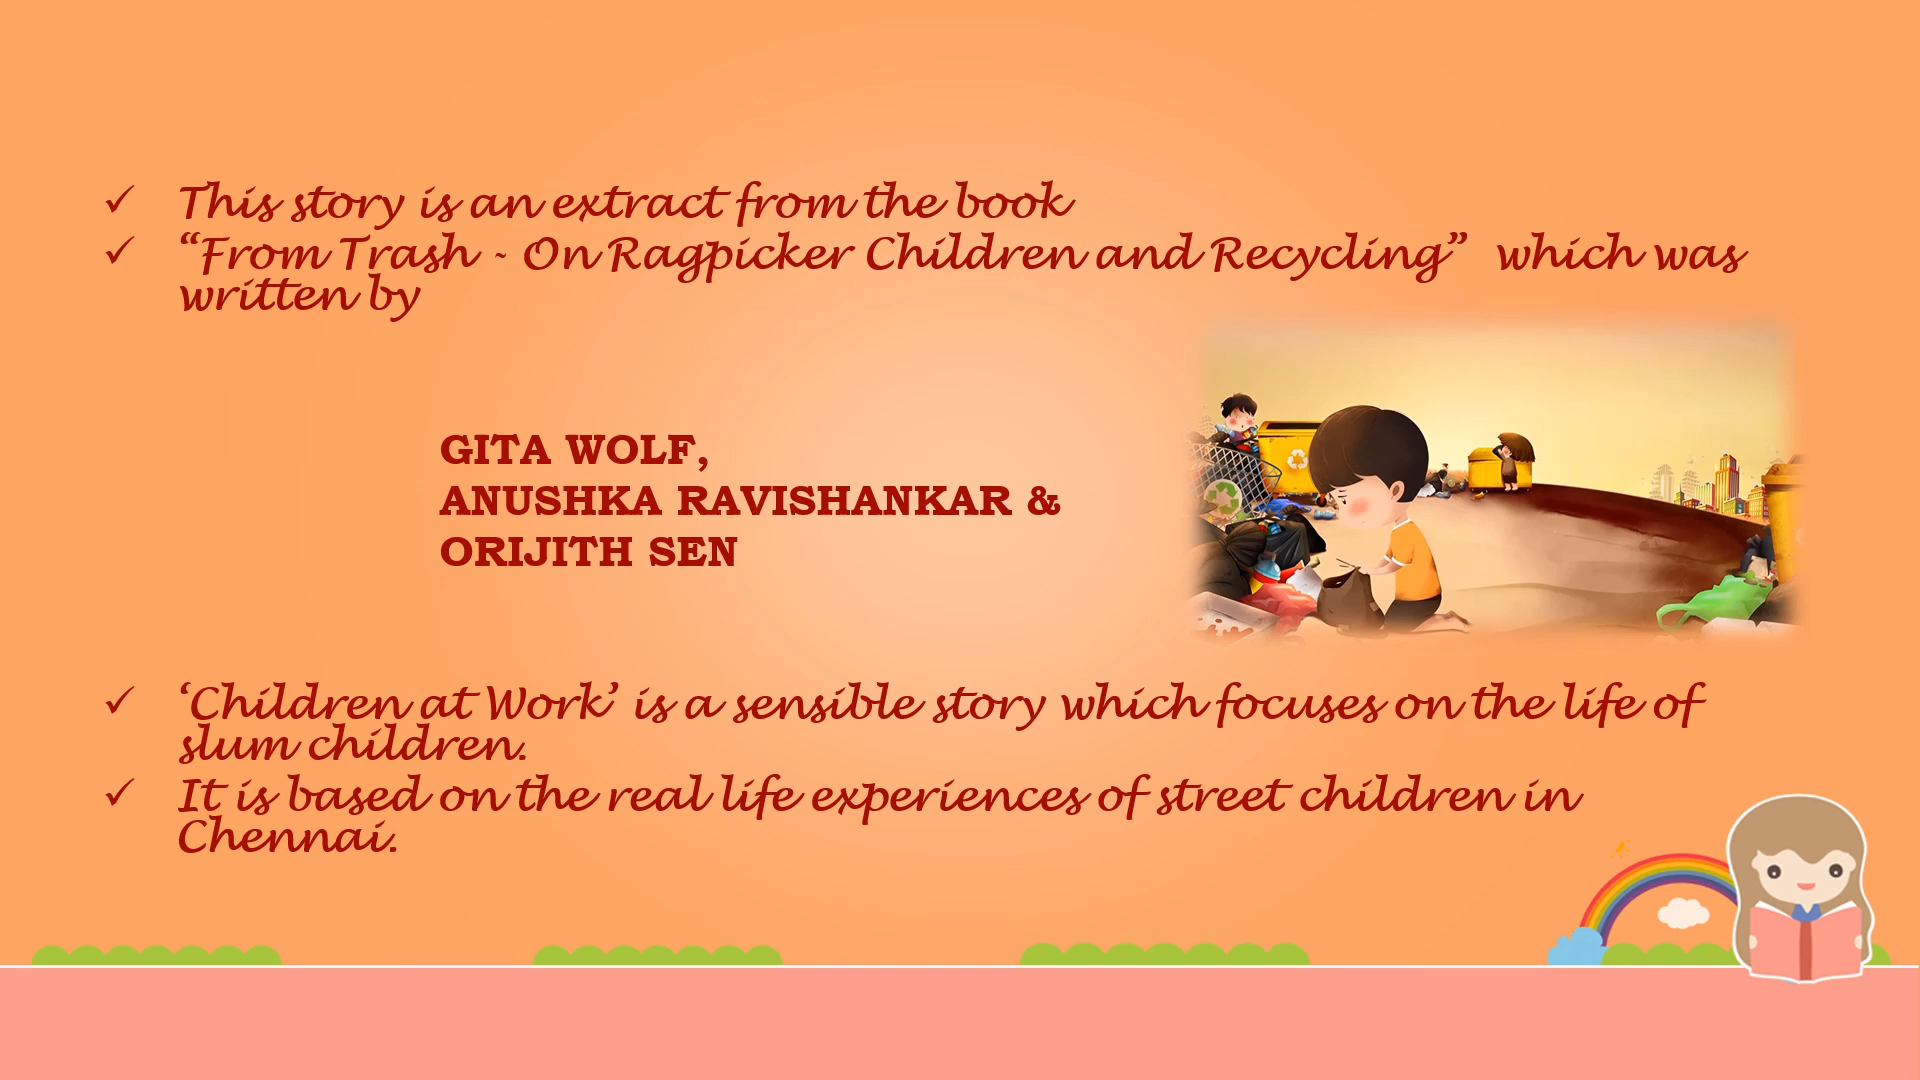 ✓ This story is an extract from the book
✓ “From Trash - On Ragpicker Children and Recycling” which was
written by
GITA WOLF,
ANUSHKA RAVISHANKAR &
ORIJITH SEN
✓ ‘Children at Work’ is a sensible story which focuses on the life of
slum children.
✓ It is based on the real life experiences of street children in
Chennai.